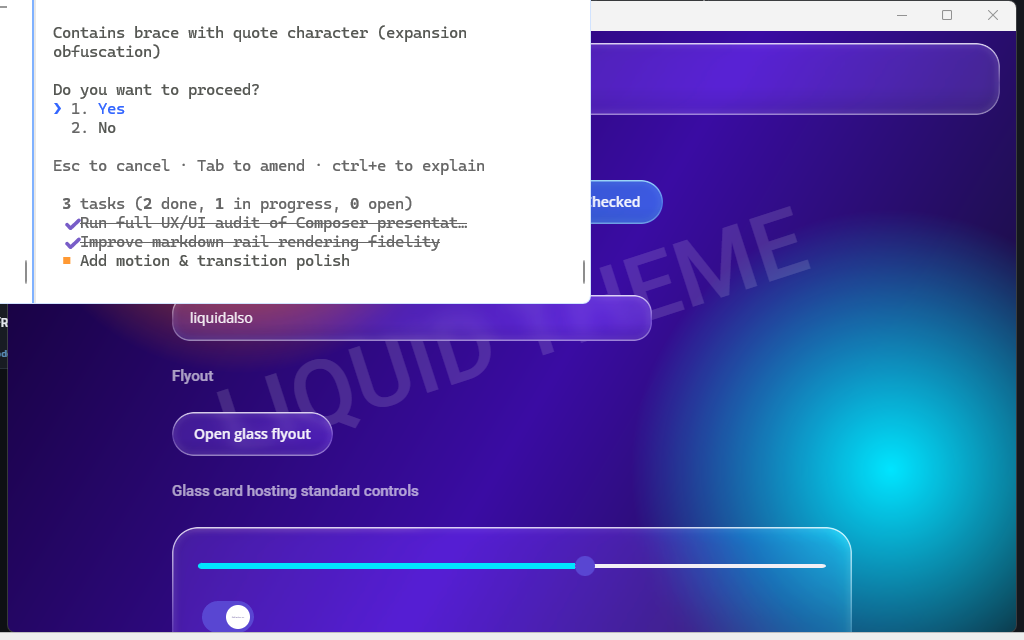 Contains brace with quote character (expansion
obfuscation)
Do you want to proceed?
❯ 1. Yes
2. No
Esc to cancel · Tab to amend · ctrl+e to explain
3 tasks (2 done, 1 in progress, 0 open)
✔ Run full UX/UI audit of Composer presentat…
✔ Improve markdown rail rendering fidelity
■ Add motion & transition polish
Checked
LIQUID THEME
liquidalso
Flyout
Open glass flyout
Glass card hosting standard controls